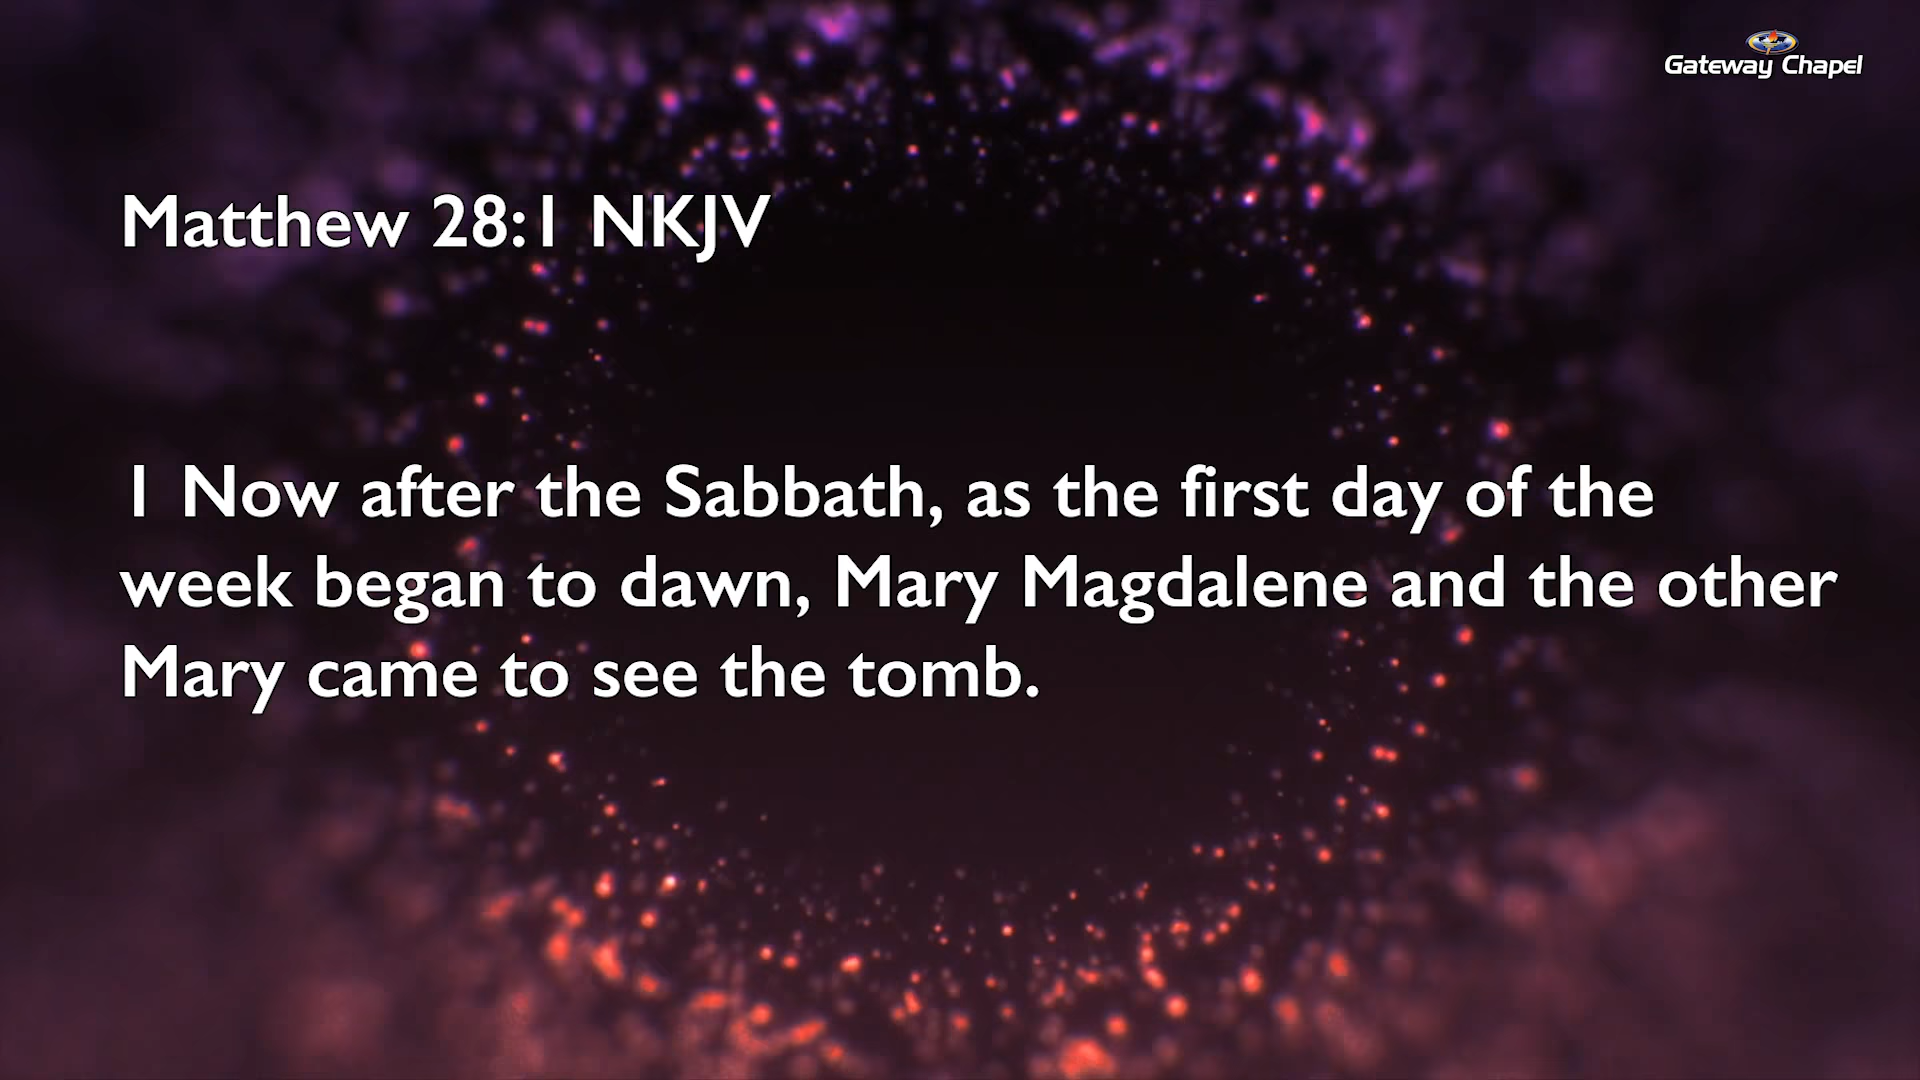 Gateway Chapel
Matthew 28:1 NKJV
1 Now after the Sabbath, as the first day of the
week began to dawn, Mary Magdalene and the other
Mary came to see the tomb.